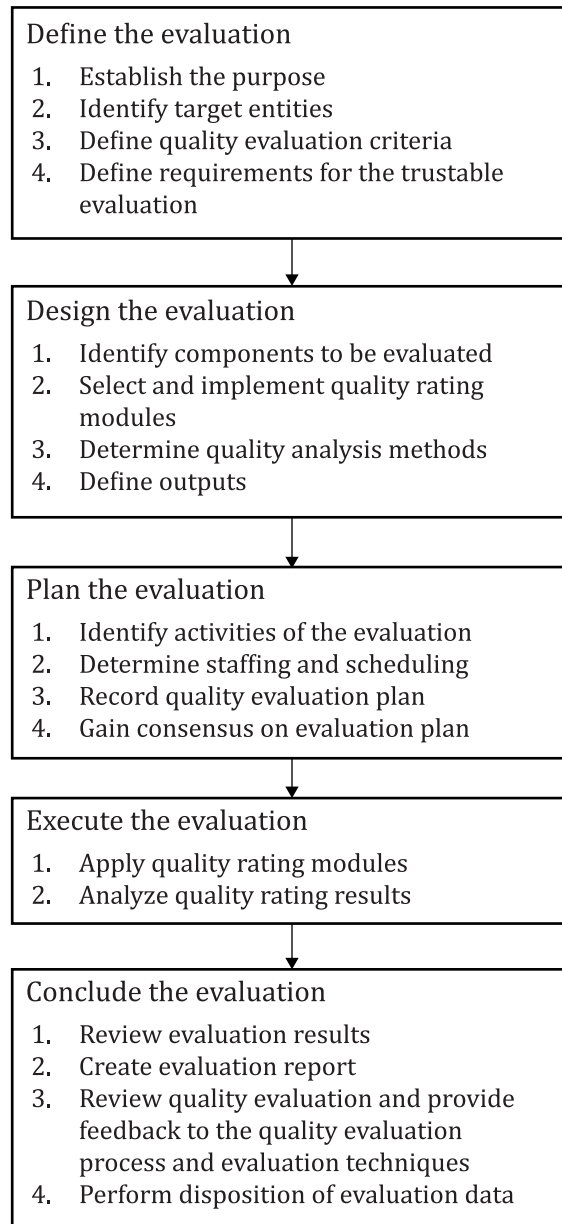 Define the evaluation
1. Establish the purpose
2. Identify target entities
3. Define quality evaluation criteria
4. Define requirements for the trustable
evaluation
Design the evaluation
1. Identify components to be evaluated
2. Select and implement quality rating
modules
3. Determine quality analysis methods
4. Define outputs
Plan the evaluation
1. Identify activities of the evaluation
2. Determine staffing and scheduling
3. Record quality evaluation plan
4. Gain consensus on evaluation plan
Execute the evaluation
1. Apply quality rating modules
2. Analyze quality rating results
Conclude the evaluation
1. Review evaluation results
2. Create evaluation report
3. Review quality evaluation and provide
feedback to the quality evaluation
process and evaluation techniques
4. Perform disposition of evaluation data